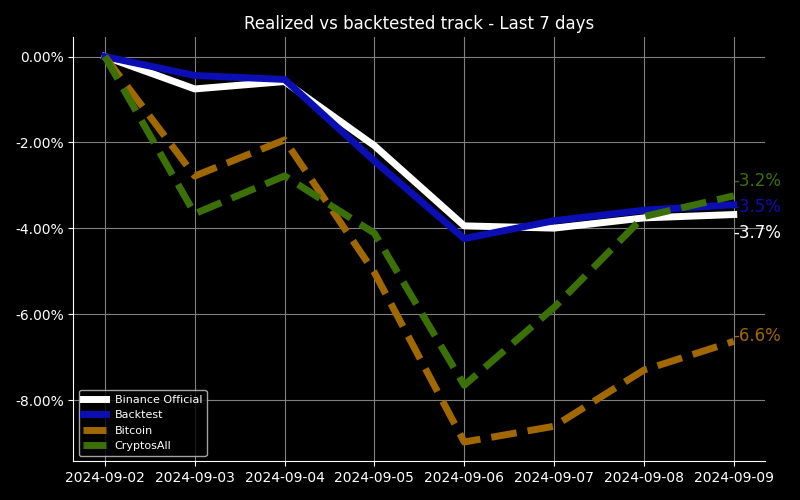 Realized vs backtested track - Last 7 days
0.00%
-2.00%
-4.00%
-6.00%
-8.00%
-3.2%
-3.5%
-3.7%
-6.6%
Binance Official
Backtest
Bitcoin
CryptosAll
2024-09-02 2024-09-03 2024-09-04 2024-09-05 2024-09-06 2024-09-07 2024-09-08 2024-09-09